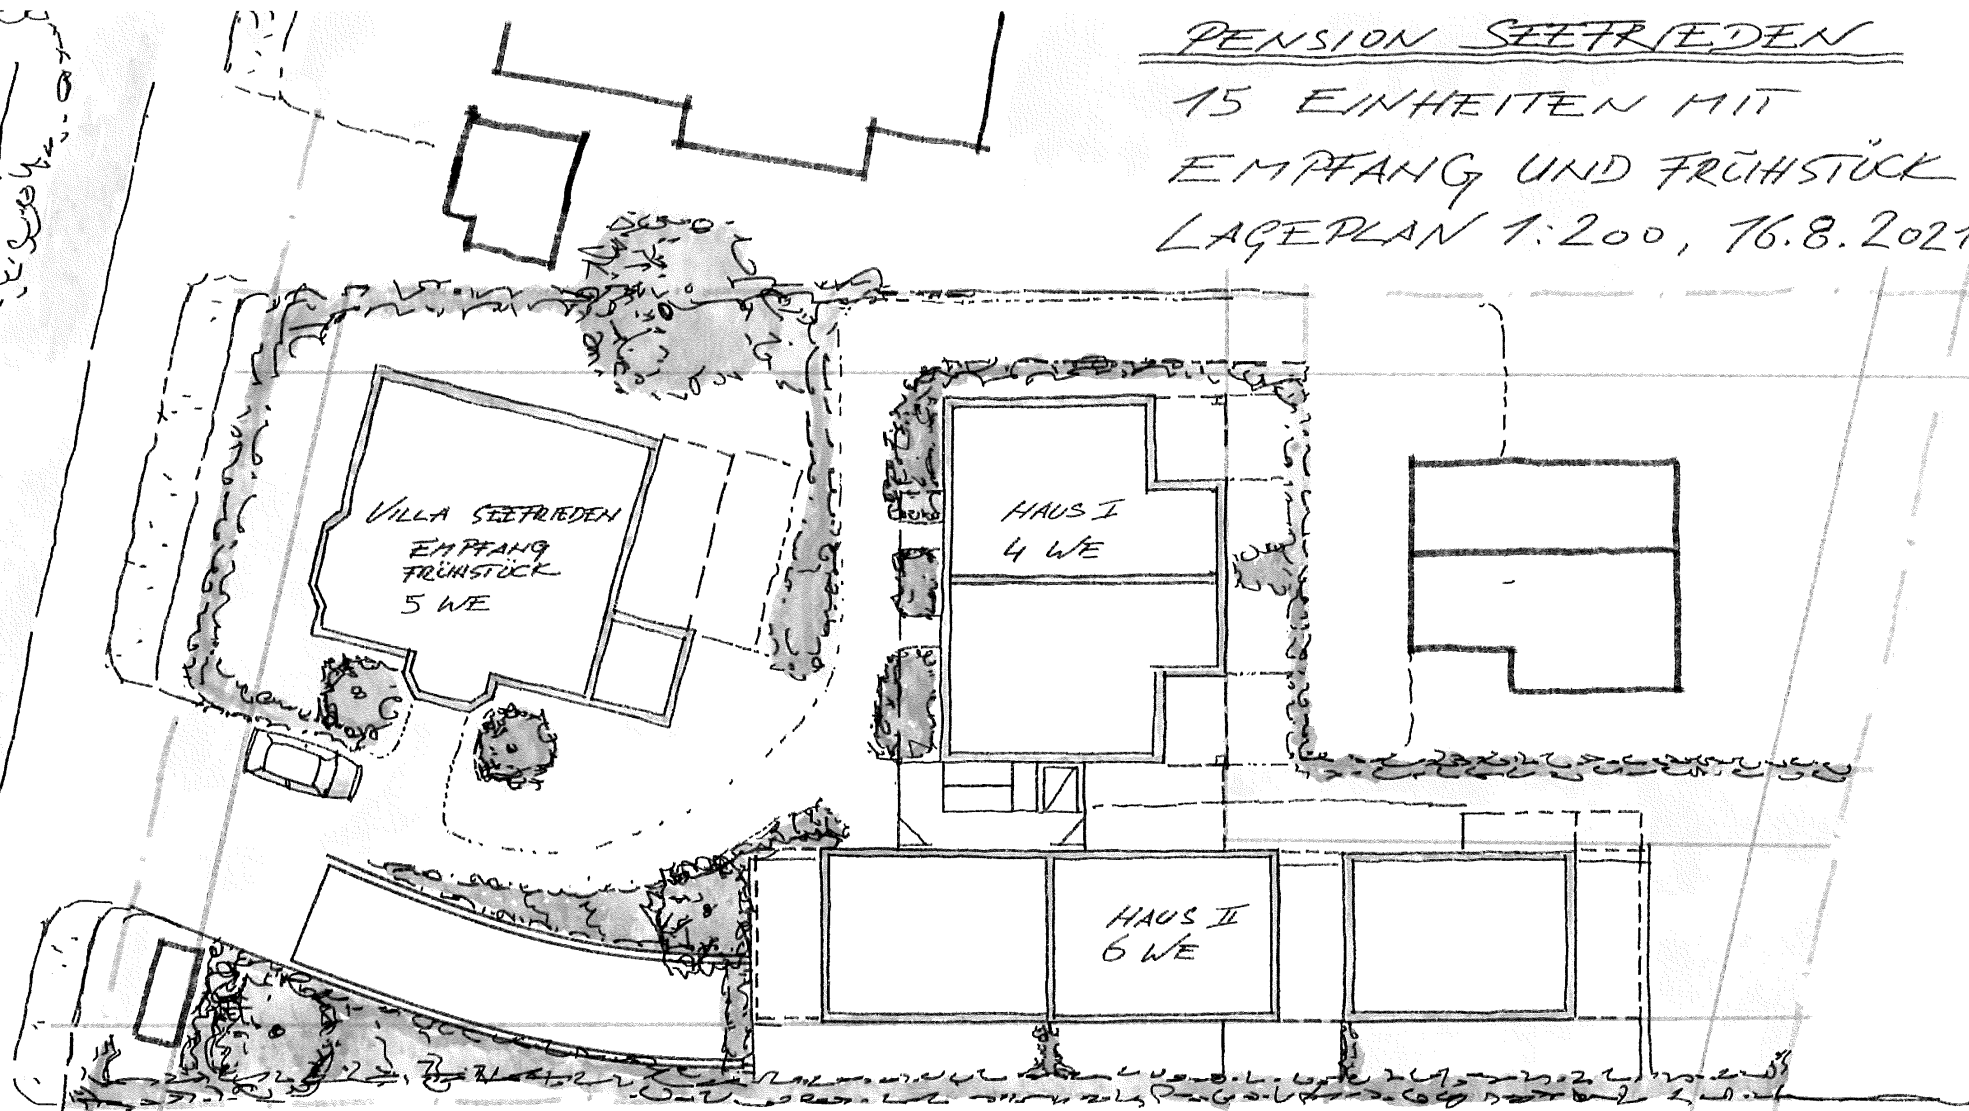 PENSION SEEFRIEDEN
15 EINHEITEN MIT
EMPFANG UND FRÜHSTÜCK
LAGEPLAN 1:200, 16.8.2021
VILLA SEEFRIEDEN
EMPFANG
FRÜHSTÜCK
5 WE
HAUS I
4 WE
HAUS II
6 WE